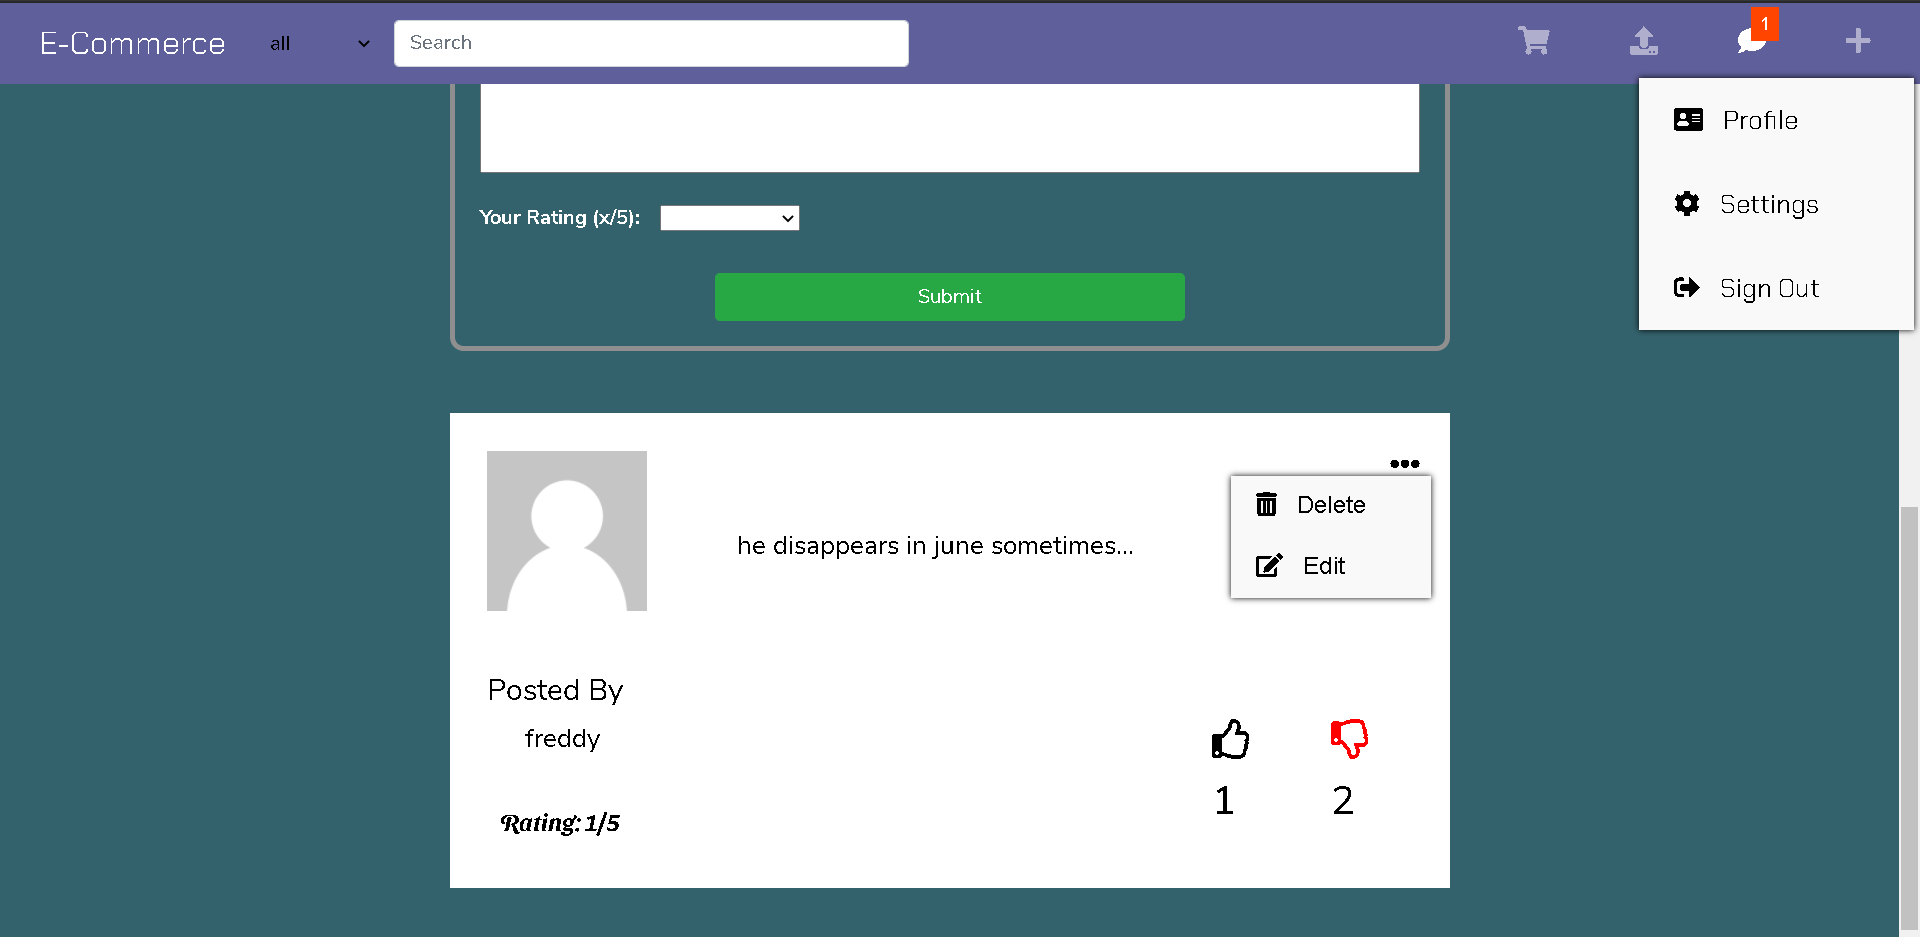 E-Commerce all Search 1
Profile
Settings
Sign Out
Your Rating (x/5):
Submit
Delete
he disappears in june sometimes...
Edit
Posted By
freddy
1 2
Rating: 1/5